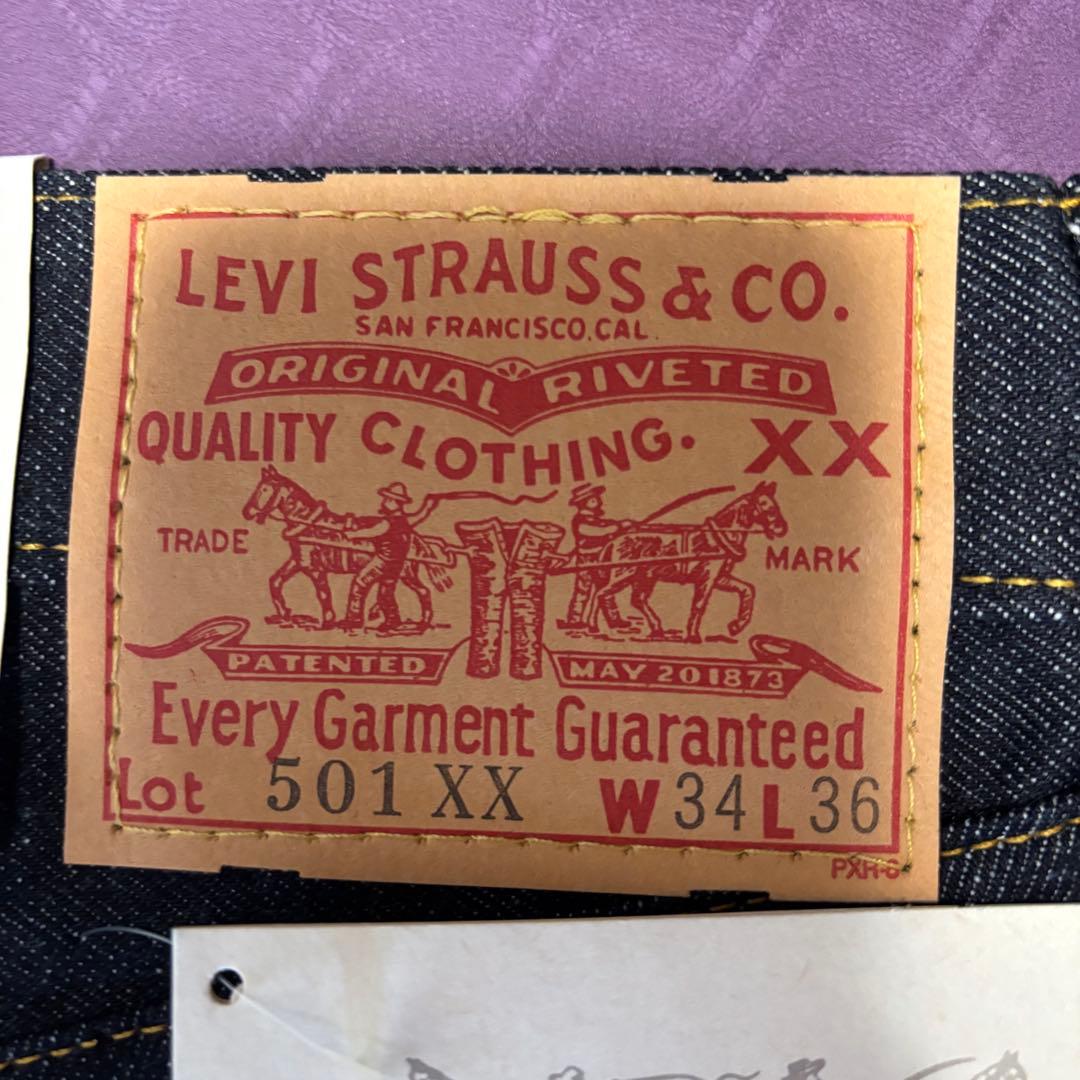 LEVI STRAUSS & CO.
SAN FRANCISCO, CAL.
ORIGINAL RIVETED
QUALITY CLOTHING. XX
TRADE MARK
PATENTED MAY 20 1873
Every Garment Guaranteed
Lot 501 XX W 34 L 36